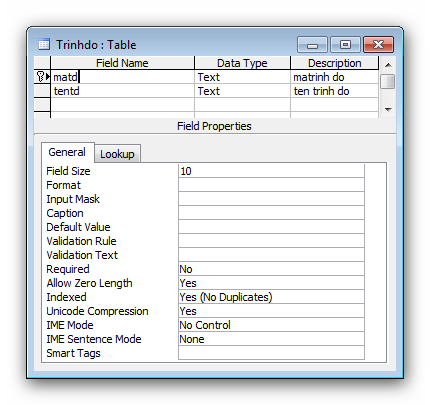 Trinhdo : Table
Field Name Data Type Description
matd Text matrinh do
tentd Text ten trinh do
Field Properties
General Lookup
Field Size 10
Format
Input Mask
Caption
Default Value
Validation Rule
Validation Text
Required No
Allow Zero Length Yes
Indexed Yes (No Duplicates)
Unicode Compression Yes
IME Mode No Control
IME Sentence Mode None
Smart Tags